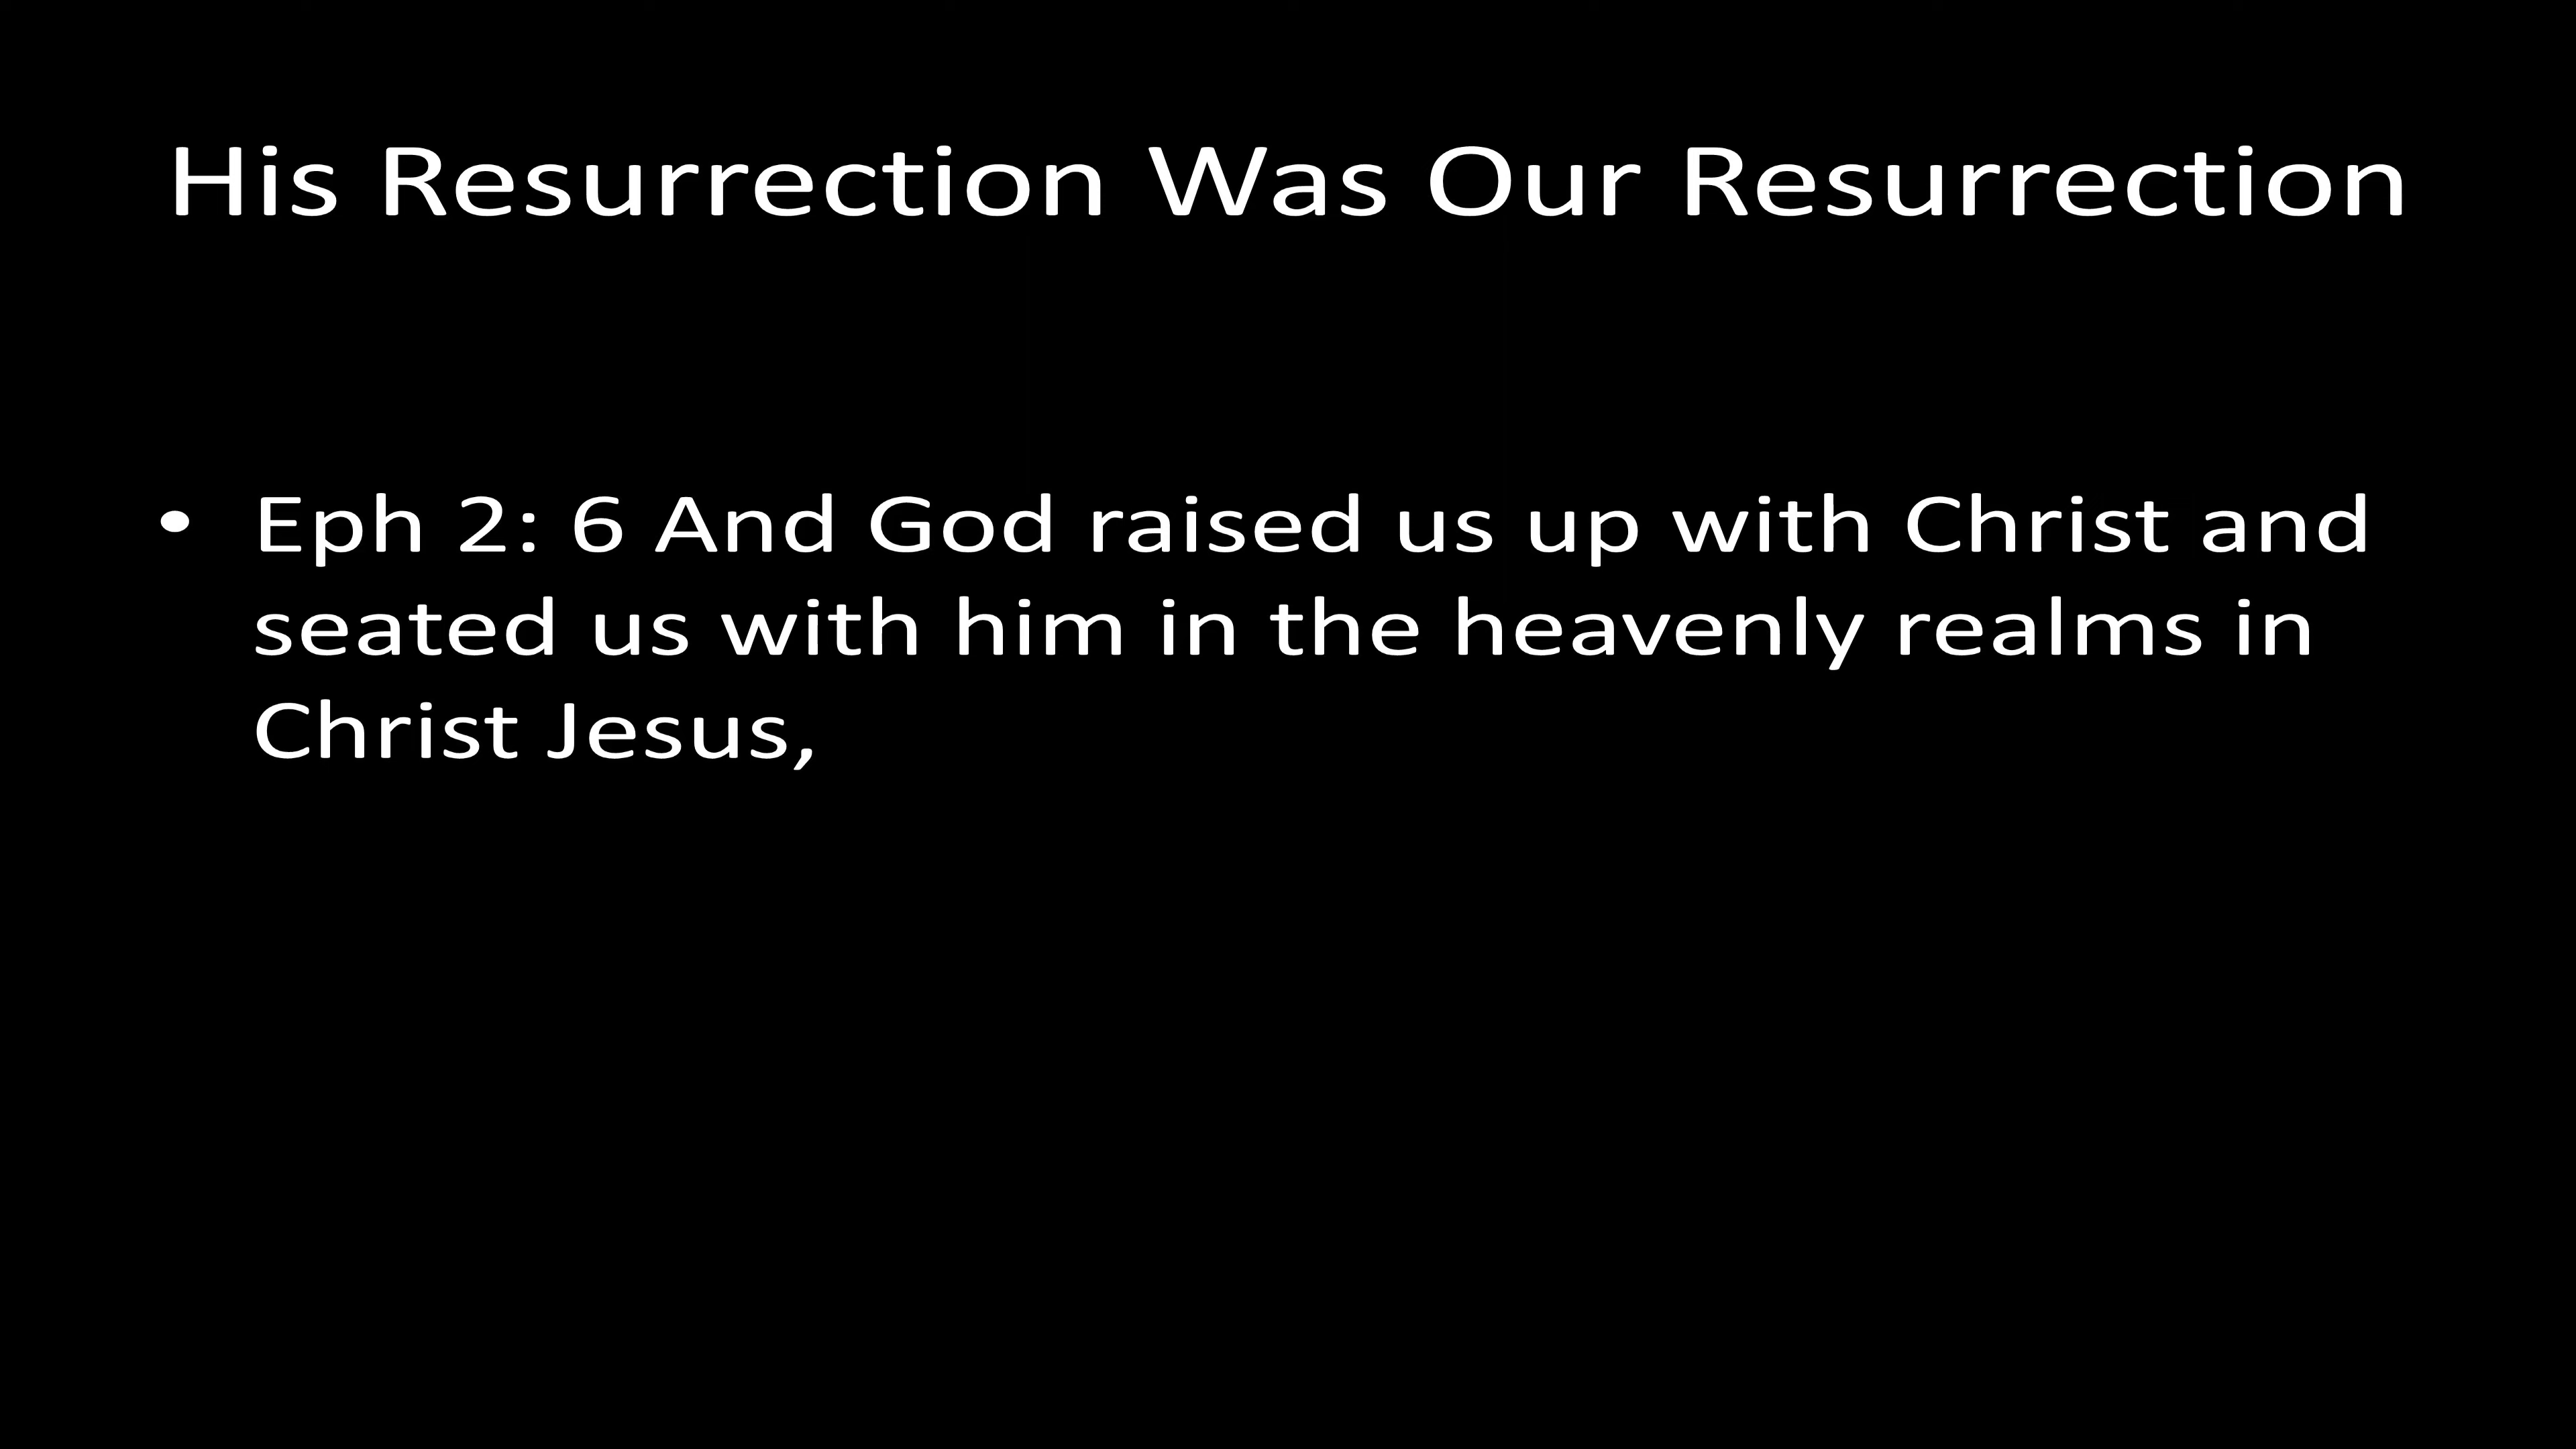 His Resurrection Was Our Resurrection
• Eph 2: 6 And God raised us up with Christ and
seated us with him in the heavenly realms in
Christ Jesus,